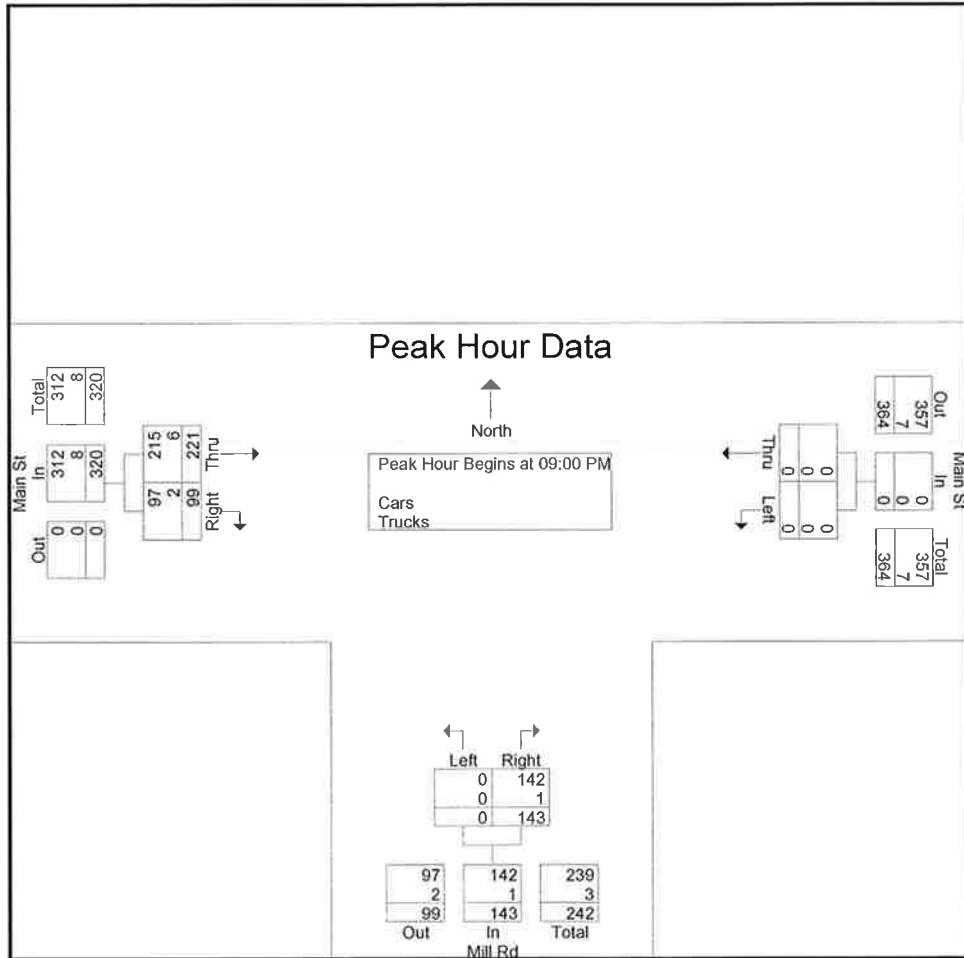 Peak Hour Data
North
Peak Hour Begins at 09:00 PM
Cars
Trucks
Main St
Total
312
8
320
In
312
8
320
Out
0
0
0
Thru
215
6
221
Right
97
2
99
Main St
Out
357
7
364
In
0
0
0
Total
357
7
364
Thru
0
0
0
Left
0
0
0
Left Right
0 142
0 1
0 143
97 142 239
2 1 3
99 143 242
Out In Total
Mill Rd